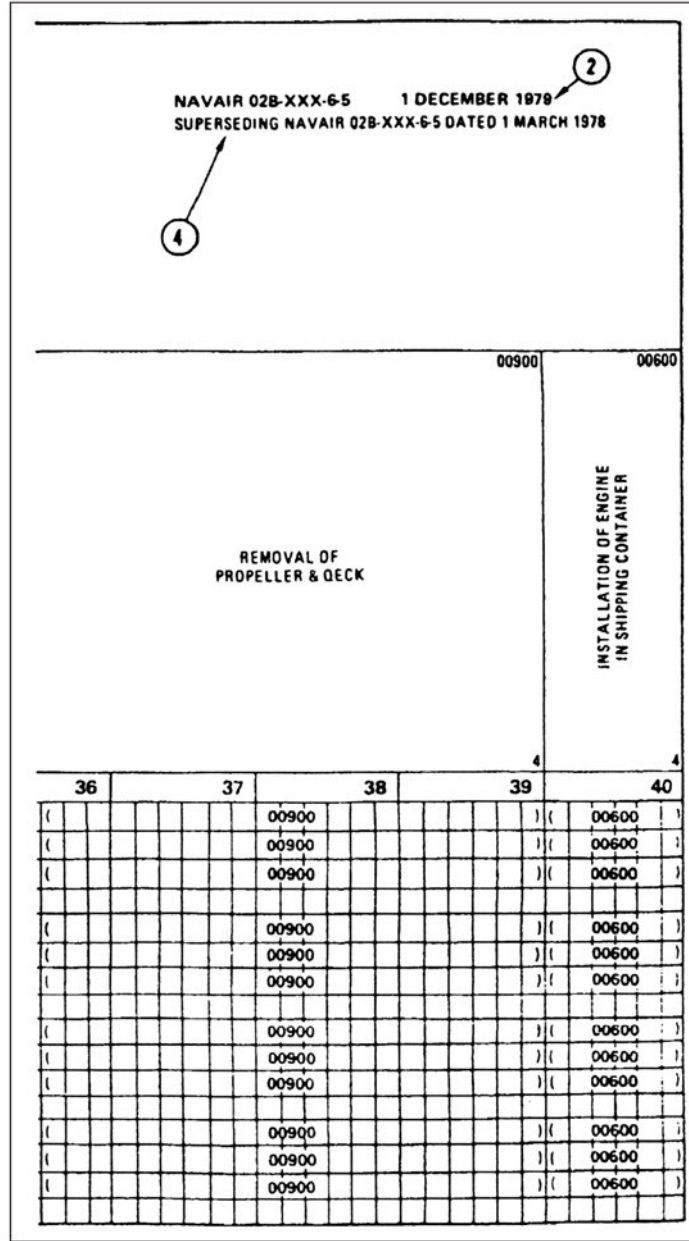 2
NAVAIR 02B-XXX-6-5 1 DECEMBER 1979
SUPERSEDING NAVAIR 02B-XXX-6-5 DATED 1 MARCH 1978
4
00900 00600
REMOVAL OF
PROPELLER & QECK
INSTALLATION OF ENGINE
IN SHIPPING CONTAINER
4 4
36 37 38 39 40
( 00900 ) ( 00600 )
( 00900 ) ( 00600 )
( 00900 ) ( 00600 )
( 00900 ) ( 00600 )
( 00900 ) ( 00600 )
( 00900 ) ( 00600 )
( 00900 ) ( 00600 )
( 00900 ) ( 00600 )
( 00900 ) ( 00600 )
( 00900 ) ( 00600 )
( 00900 ) ( 00600 )
( 00900 ) ( 00600 )